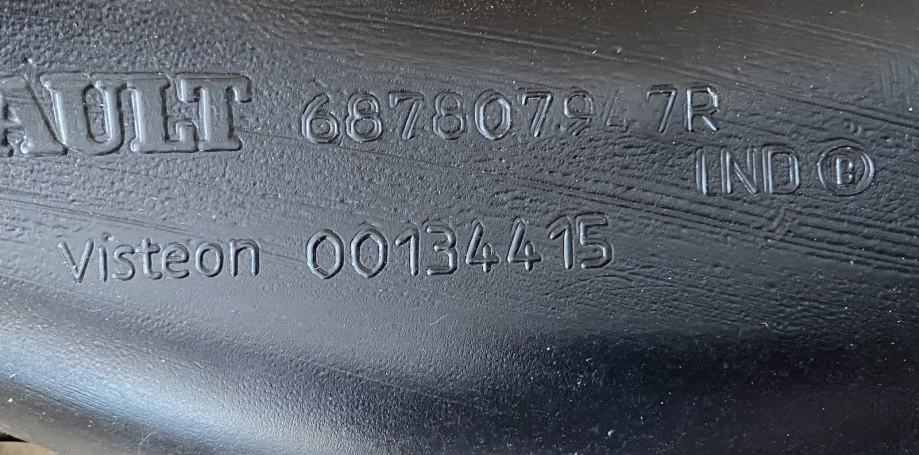 AULT 687807947R
IND Ⓑ
Visteon 00134415